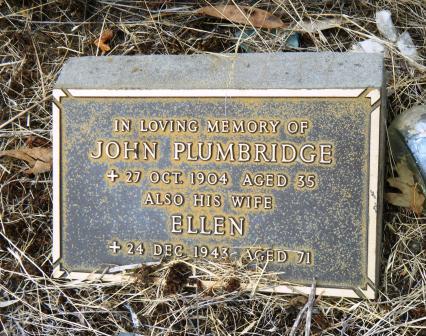 IN LOVING MEMORY OF
JOHN PLUMBRIDGE
✝ 27 OCT. 1904 AGED 35
ALSO HIS WIFE
ELLEN
✝ 24 DEC. 1943 AGED 71